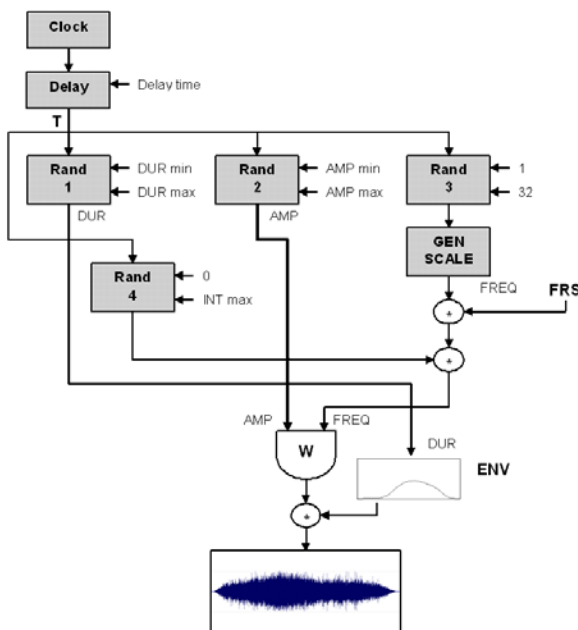 Clock
Delay
Delay time
T
Rand
1
DUR min
DUR max
Rand
2
AMP min
AMP max
Rand
3
1
32
DUR
AMP
GEN
SCALE
Rand
4
0
INT max
FREQ
FRS
*
*
AMP
FREQ
W
DUR
ENV
*